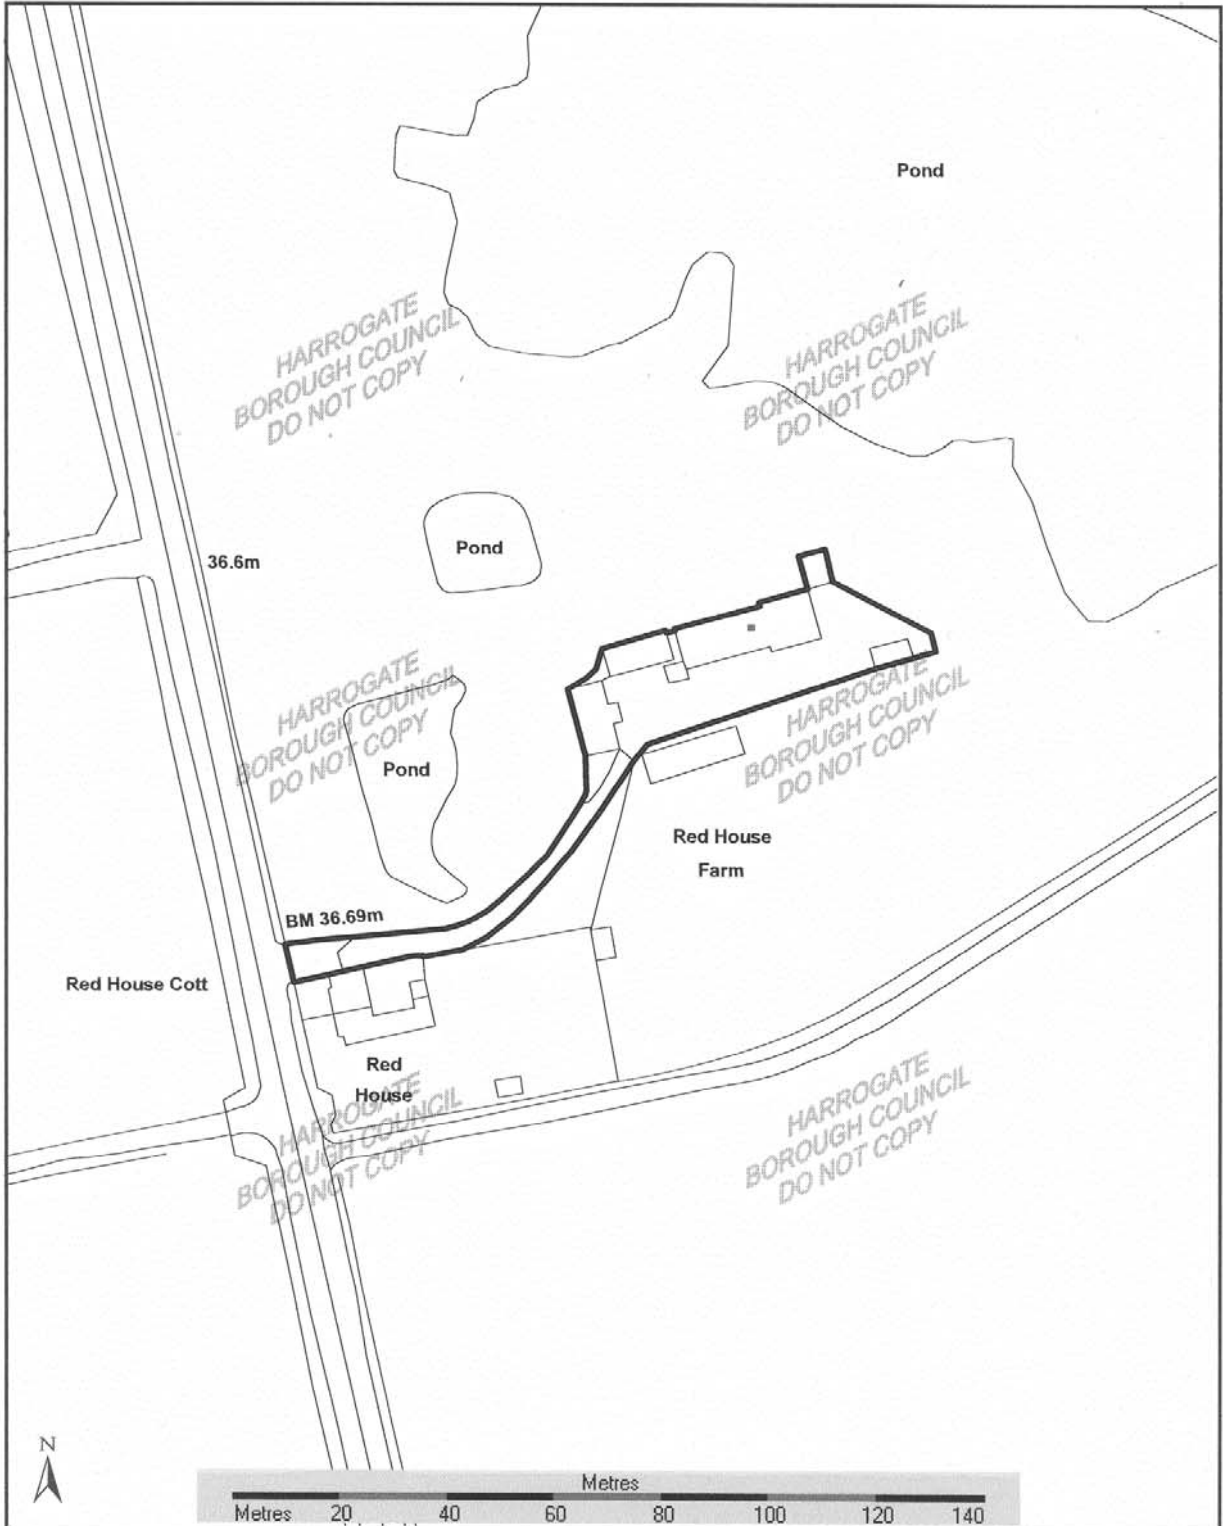 Pond
HARROGATE
BOROUGH COUNCIL
DO NOT COPY
HARROGATE
BOROUGH COUNCIL
DO NOT COPY
Pond
36.6m
HARROGATE
BOROUGH COUNCIL
DO NOT COPY
HARROGATE
BOROUGH COUNCIL
DO NOT COPY
Pond
Red House
Farm
BM 36.69m
Red House Cott
Red
House
HARROGATE
BOROUGH COUNCIL
DO NOT COPY
HARROGATE
BOROUGH COUNCIL
DO NOT COPY
N
Metres
Metres 20 40 60 80 100 120 140